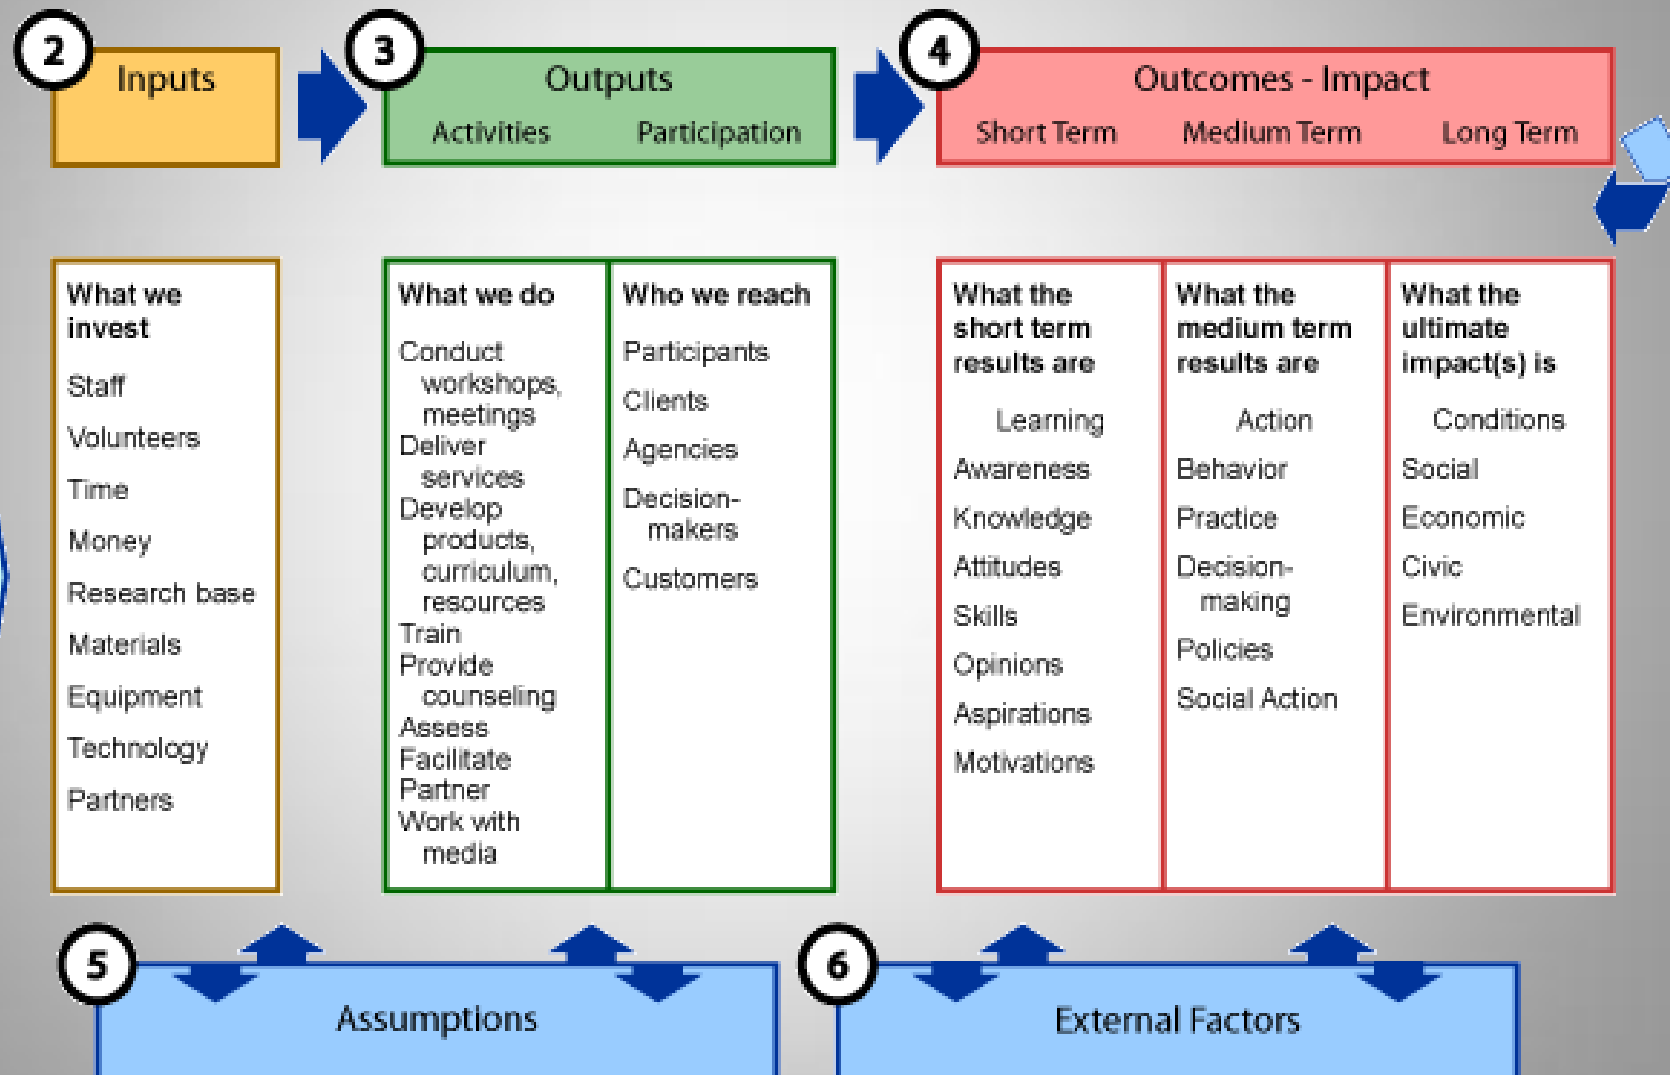 2
Inputs
3
Outputs
Activities
Participation
4
Outcomes - Impact
Short Term
Medium Term
Long Term
What we
invest
Staff
Volunteers
Time
Money
Research base
Materials
Equipment
Technology
Partners
What we do
Conduct
workshops,
meetings
Deliver
services
Develop
products,
curriculum,
resources
Train
Provide
counseling
Assess
Facilitate
Partner
Work with
media
Who we reach
Participants
Clients
Agencies
Decision-
makers
Customers
What the
short term
results are
Learning
Awareness
Knowledge
Attitudes
Skills
Opinions
Aspirations
Motivations
What the
medium term
results are
Action
Behavior
Practice
Decision-
making
Policies
Social Action
What the
ultimate
impact(s) is
Conditions
Social
Economic
Civic
Environmental
5
Assumptions
6
External Factors